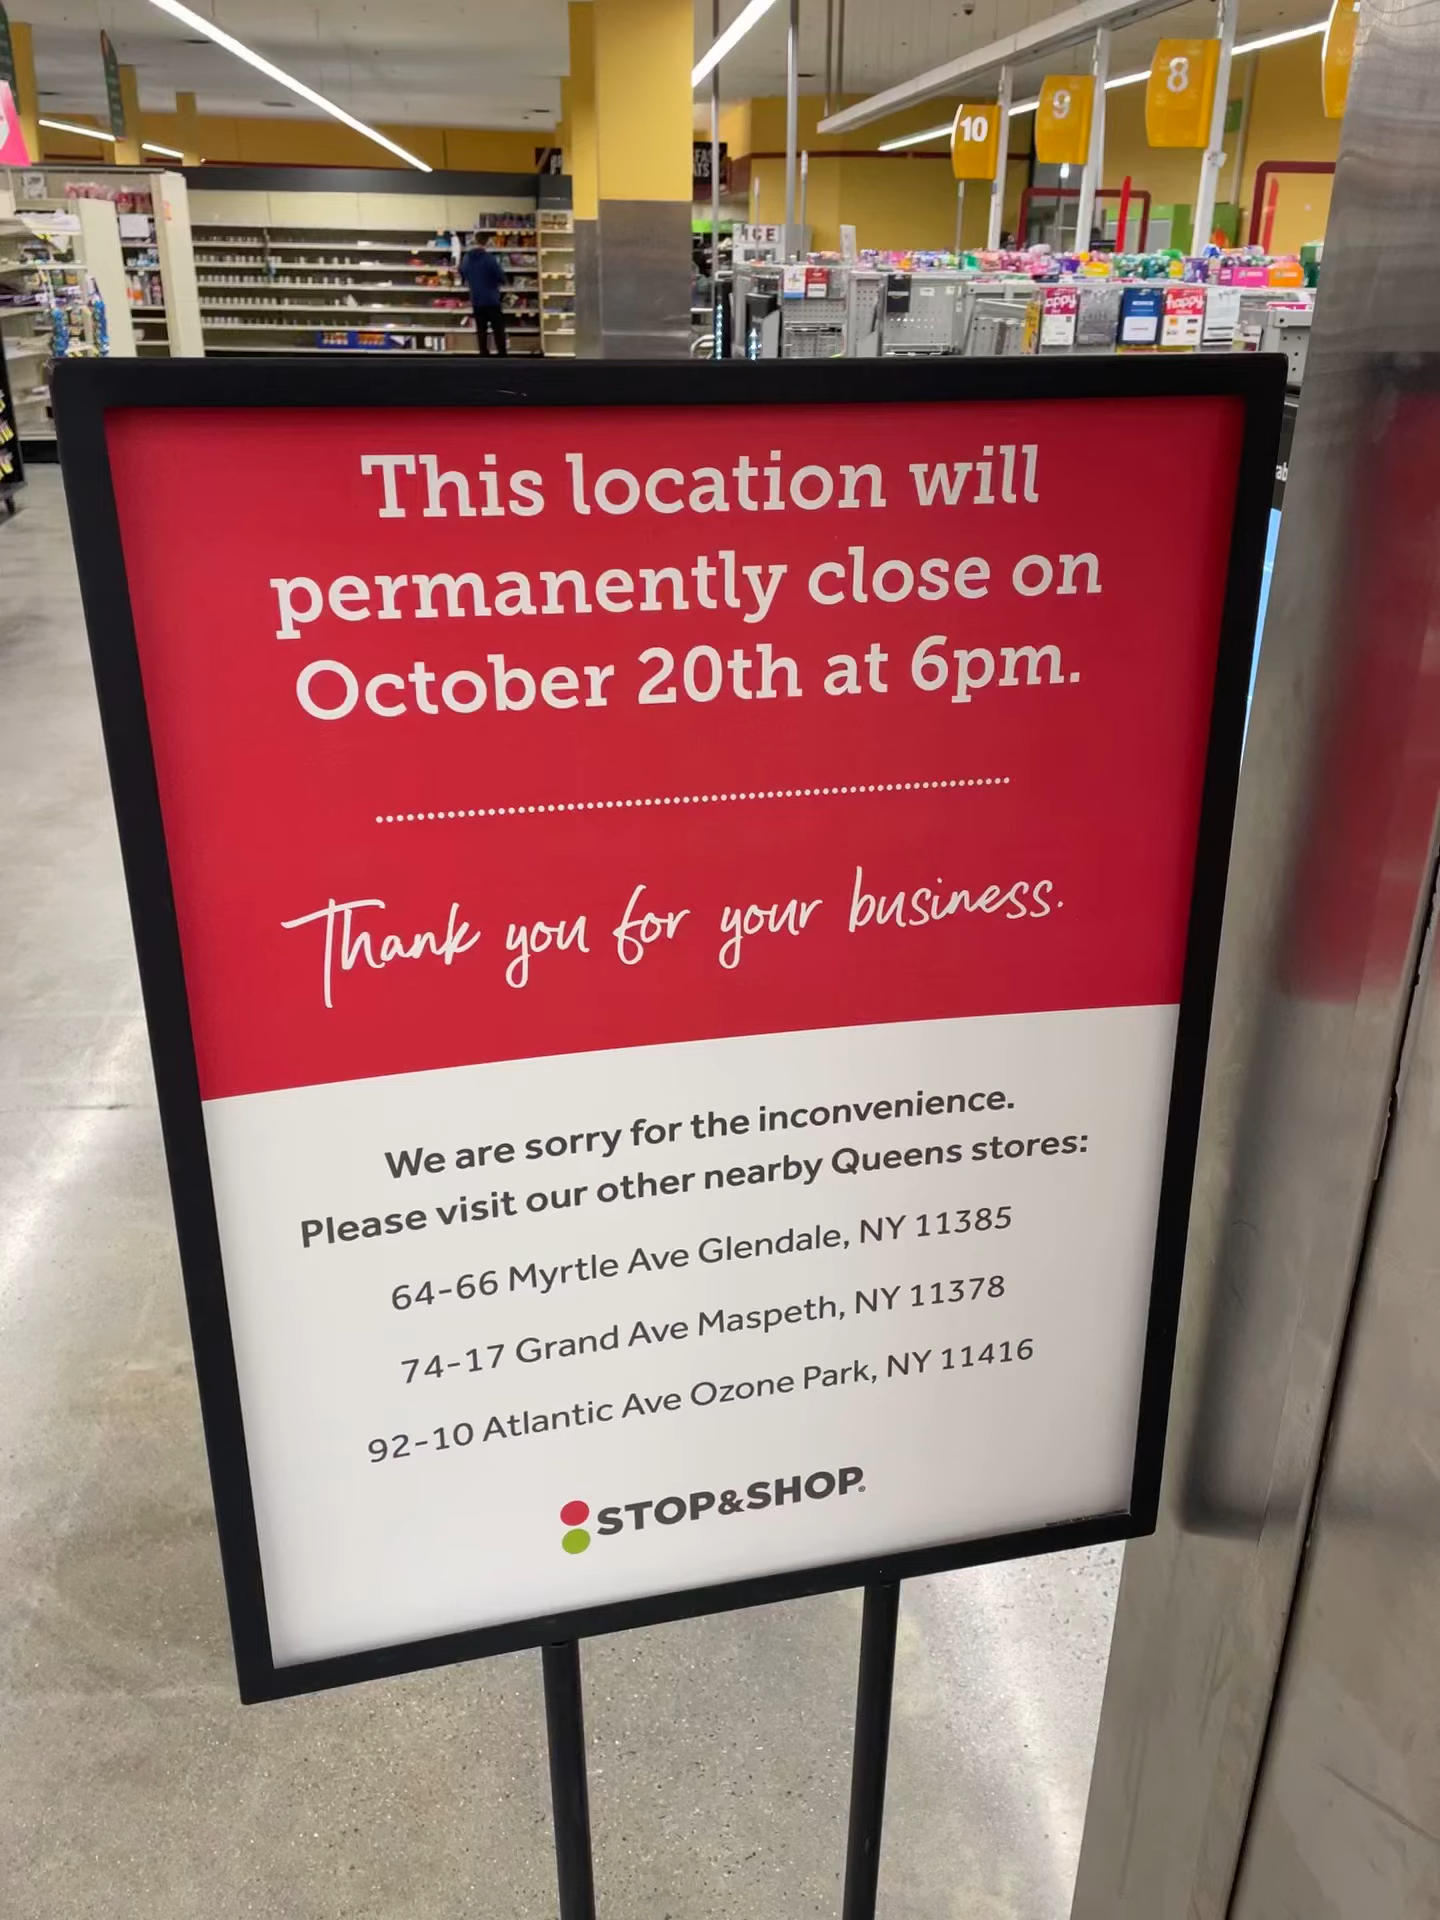 10
9
8
ICE
happy
happy
This location will
permanently close on
October 20th at 6pm.
Thank you for your business.
We are sorry for the inconvenience.
Please visit our other nearby Queens stores:
64-66 Myrtle Ave Glendale, NY 11385
74-17 Grand Ave Maspeth, NY 11378
92-10 Atlantic Ave Ozone Park, NY 11416
STOP&SHOP®